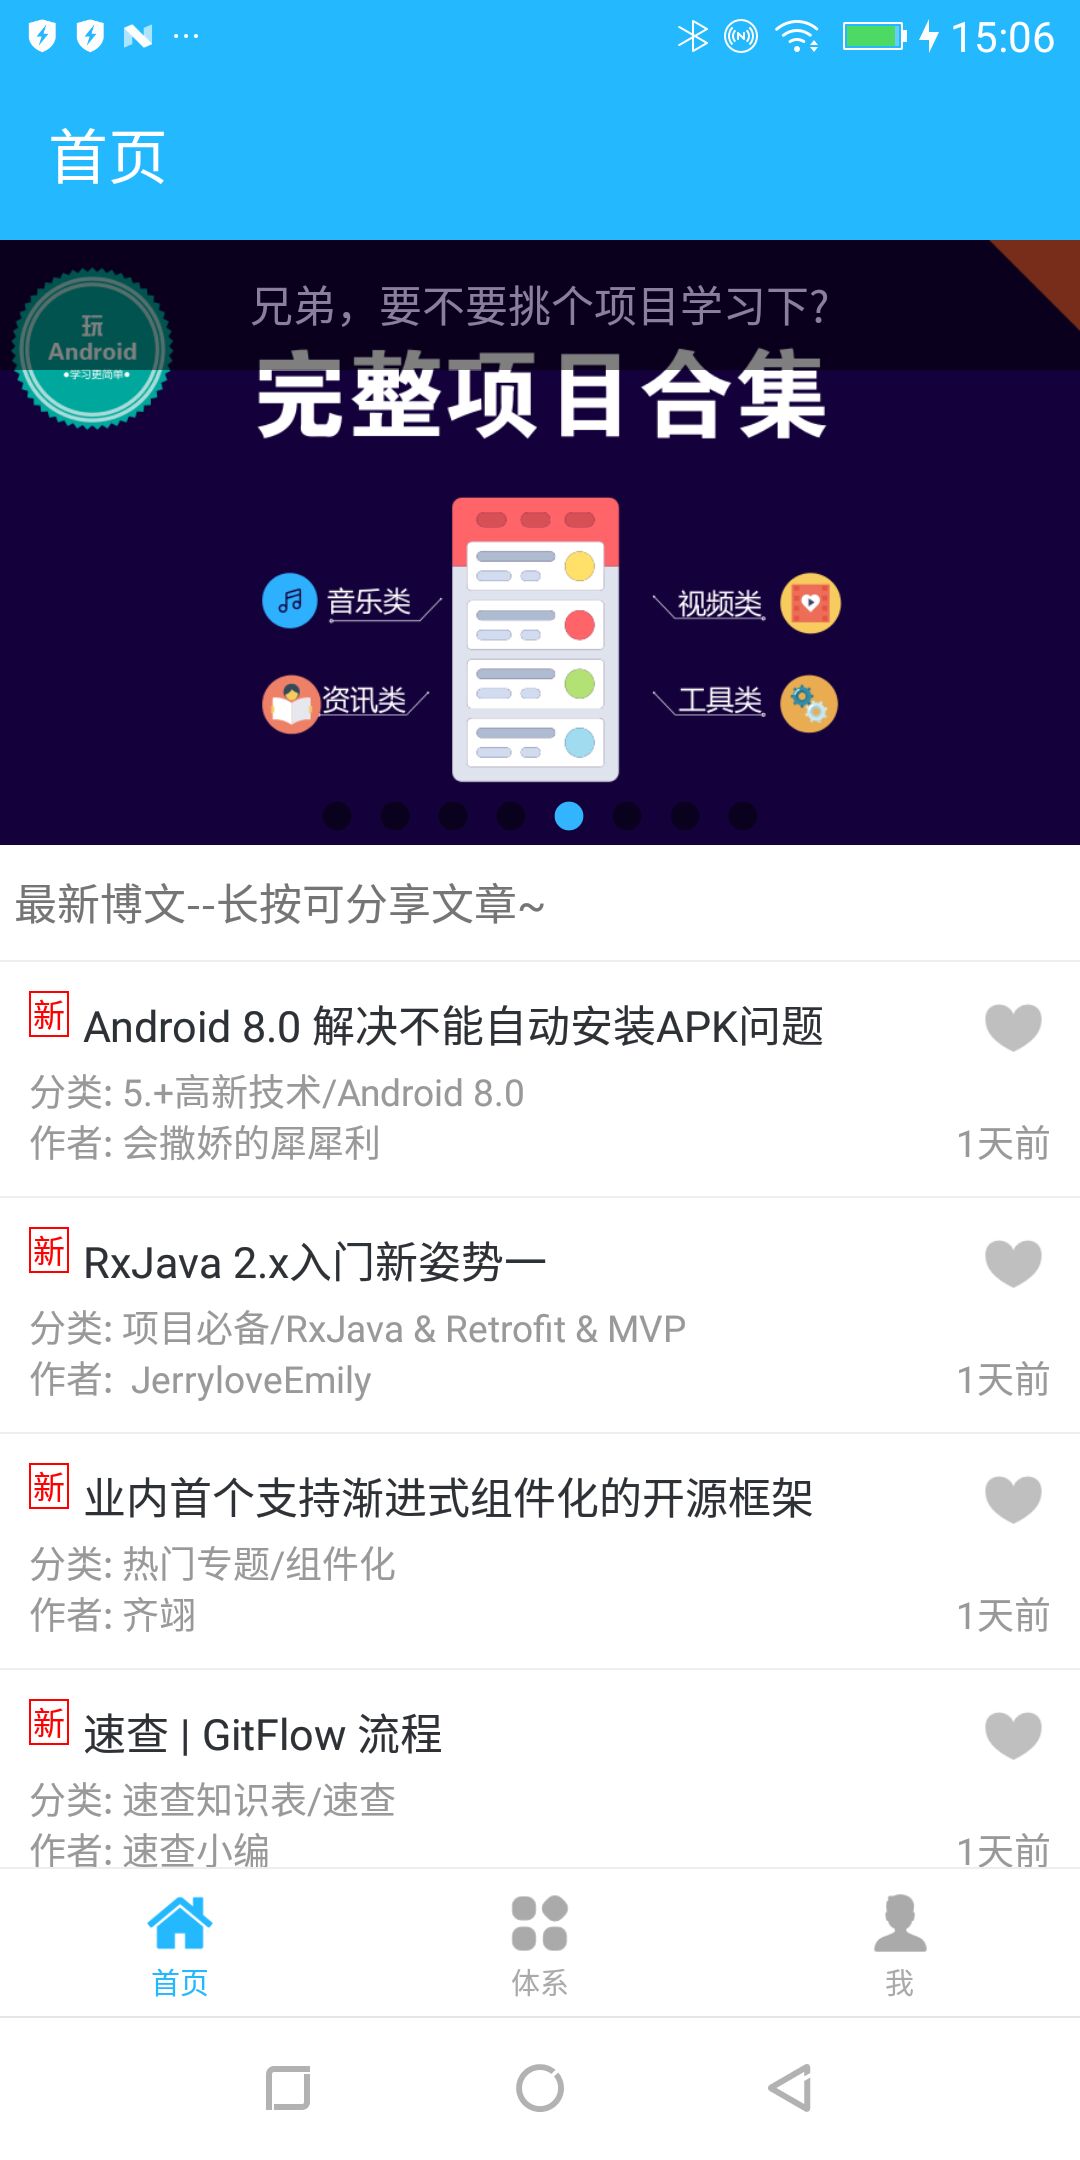 15:06
首页
兄弟，要不要挑个项目学习下?
玩
Android
●学习更简单●
完整项目合集
音乐类
视频类
资讯类
工具类
最新博文--长按可分享文章~
新 Android 8.0 解决不能自动安装APK问题
分类: 5.+高新技术/Android 8.0
作者: 会撒娇的犀犀利 1天前
新 RxJava 2.x入门新姿势一
分类: 项目必备/RxJava & Retrofit & MVP
作者: JerryloveEmily 1天前
新 业内首个支持渐进式组件化的开源框架
分类: 热门专题/组件化
作者: 齐翊 1天前
新 速查 | GitFlow 流程
分类: 速查知识表/速查
作者: 速查小编 1天前
首页 体系 我